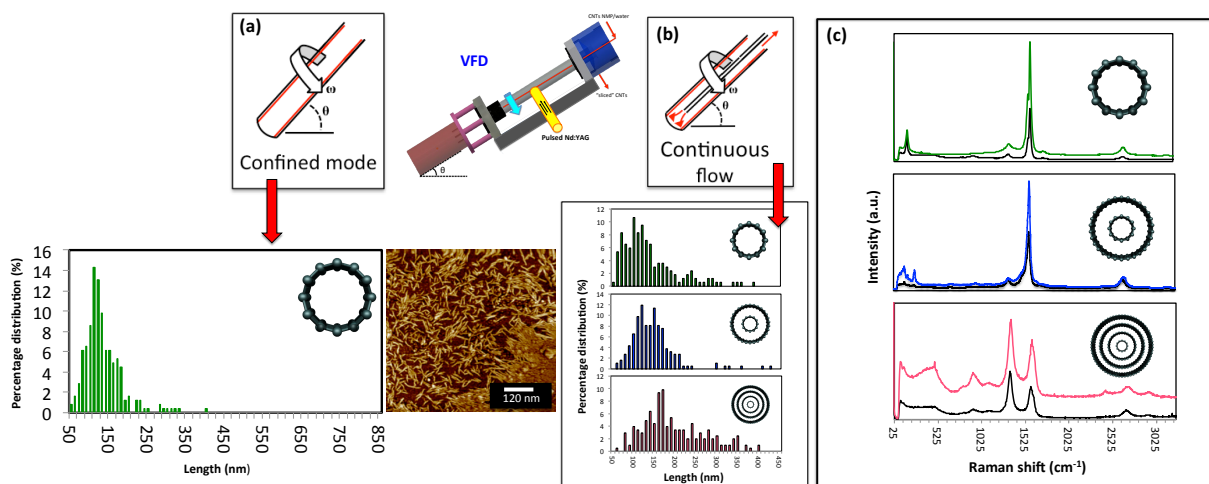 (a)
ω
θ
Confined mode
VFD
CNTs NMP/water
"sliced" CNTs
Pulsed Nd:YAG
θ
(b)
ω
θ
Continuous
flow
Percentage distribution (%)
16
14
12
10
8
6
4
2
0
50
150
250
350
450
550
650
750
850
Length (nm)
120 nm
Percentage distribution (%)
12
10
8
6
4
2
0
14
12
10
8
6
4
2
0
12
10
8
6
4
2
0
50
100
150
200
250
300
350
400
450
Length (nm)
(c)
Intensity (a.u.)
25
525
1025
1525
2025
2525
3025
Raman shift (cm-1)